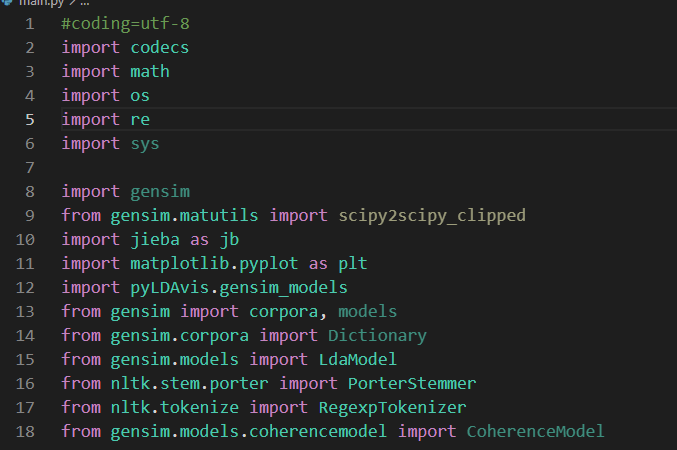 main.py > ...
1 #coding=utf-8
2 import codecs
3 import math
4 import os
5 import re
6 import sys
7
8 import gensim
9 from gensim.matutils import scipy2scipy_clipped
10 import jieba as jb
11 import matplotlib.pyplot as plt
12 import pyLDAvis.gensim_models
13 from gensim import corpora, models
14 from gensim.corpora import Dictionary
15 from gensim.models import LdaModel
16 from nltk.stem.porter import PorterStemmer
17 from nltk.tokenize import RegexpTokenizer
18 from gensim.models.coherencemodel import CoherenceModel